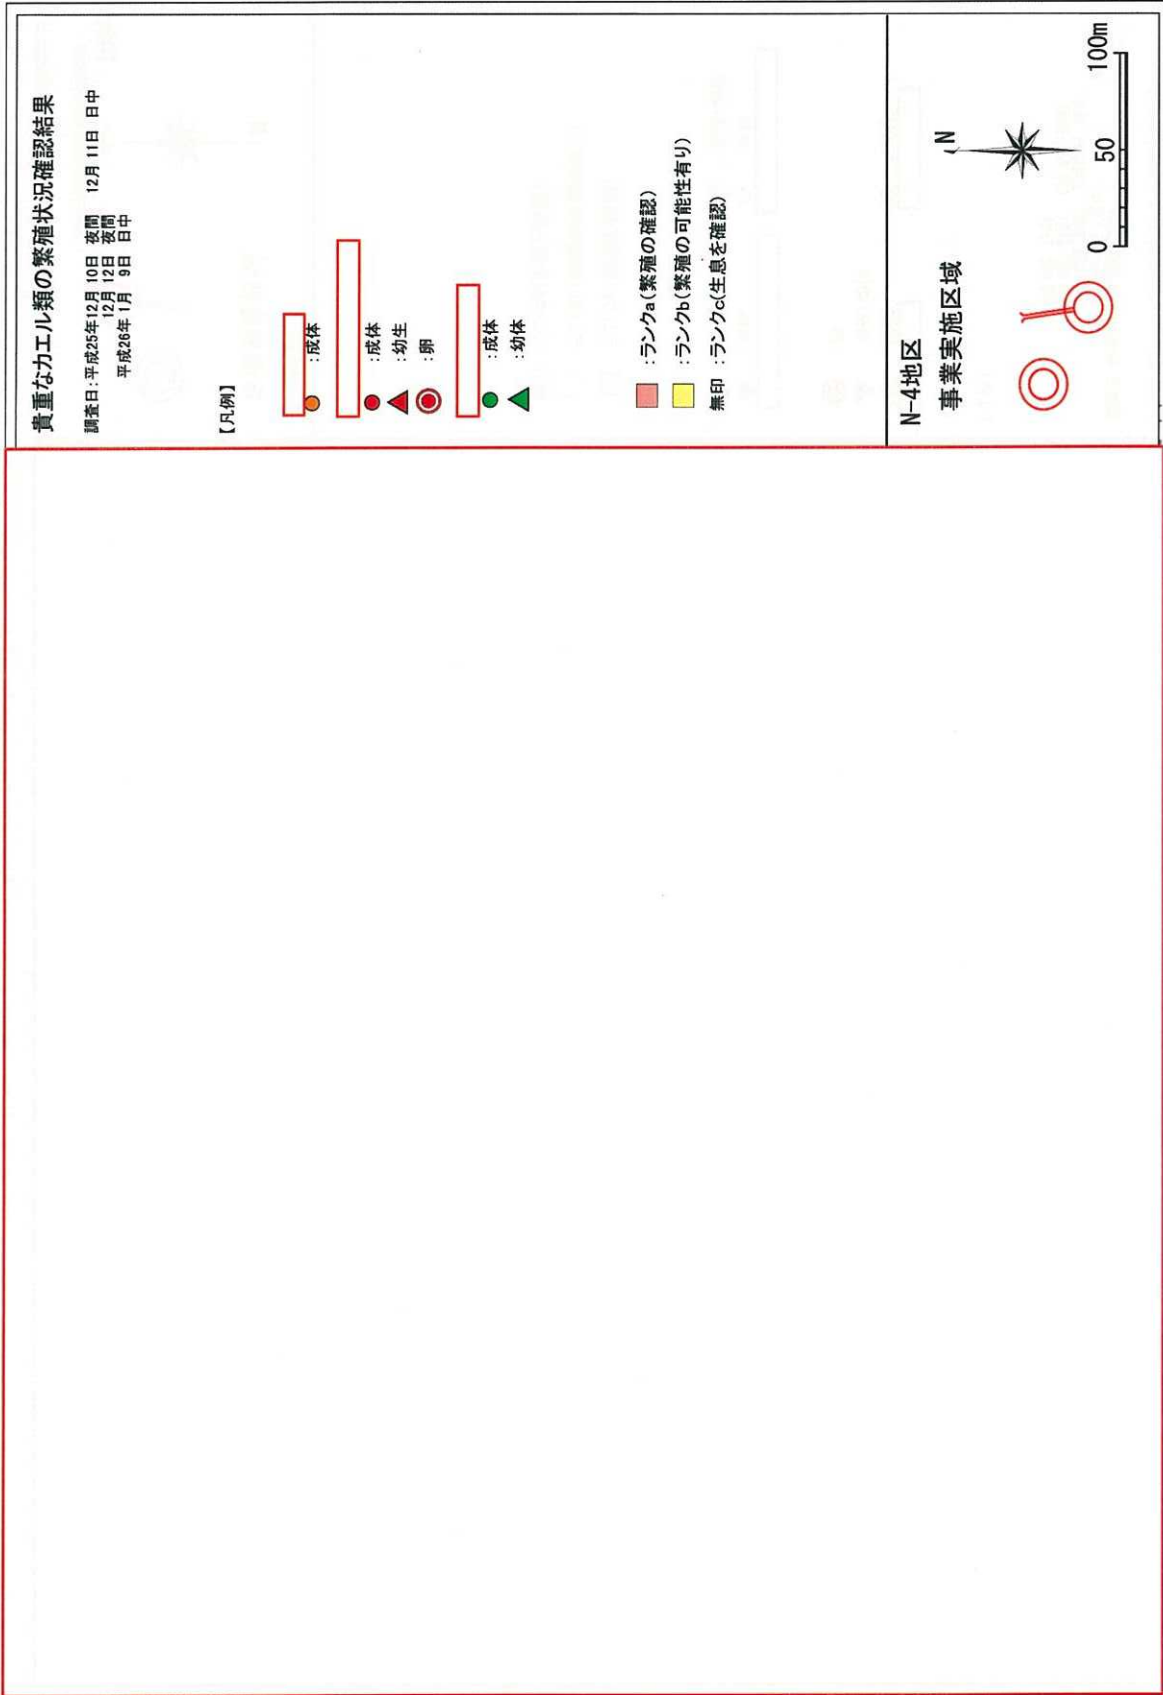 貴重なカエル類の繁殖状況確認結果
調査日:平成25年12月 10日 夜間 12月 11日 日中
12月 12日 夜間
平成26年 1月 9日 日中
【凡例】
:成体
:成体
:幼生
:卵
:成体
:幼体
:ランクa(繁殖の確認)
:ランクb(繁殖の可能性有り)
無印 :ランクc(生息を確認)
N-4地区
事業実施区域
N
0 50 100m